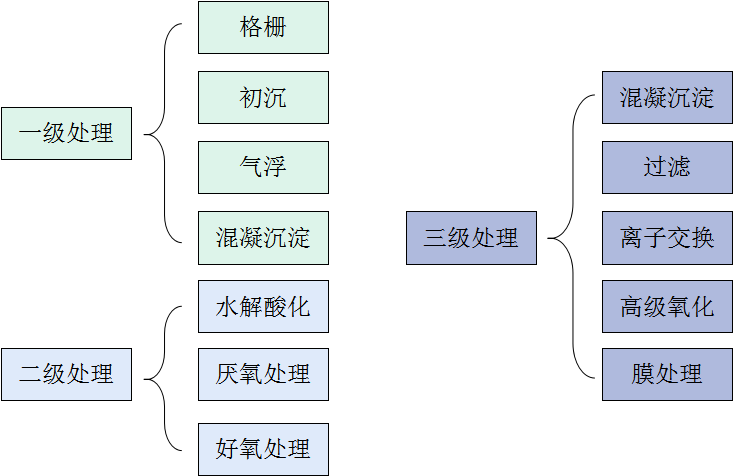 一级处理
格栅
初沉
气浮
混凝沉淀
二级处理
水解酸化
厌氧处理
好氧处理
三级处理
混凝沉淀
过滤
离子交换
高级氧化
膜处理